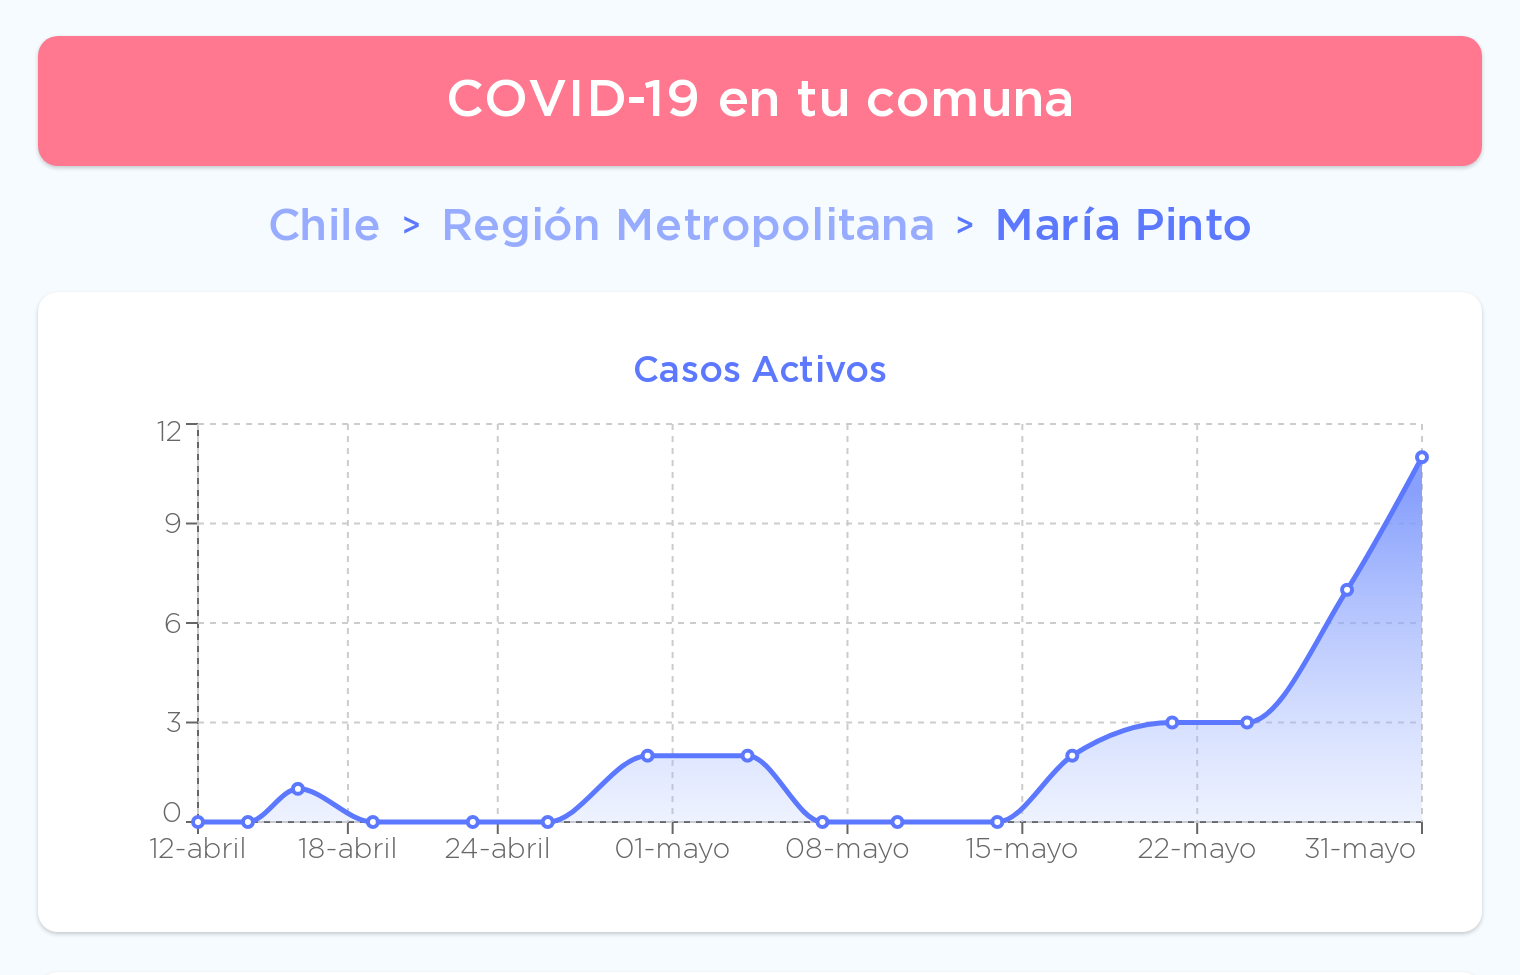 COVID-19 en tu comuna
Chile > Región Metropolitana > María Pinto
Casos Activos
12
9
6
3
0
12-abril 18-abril 24-abril 01-mayo 08-mayo 15-mayo 22-mayo 31-mayo